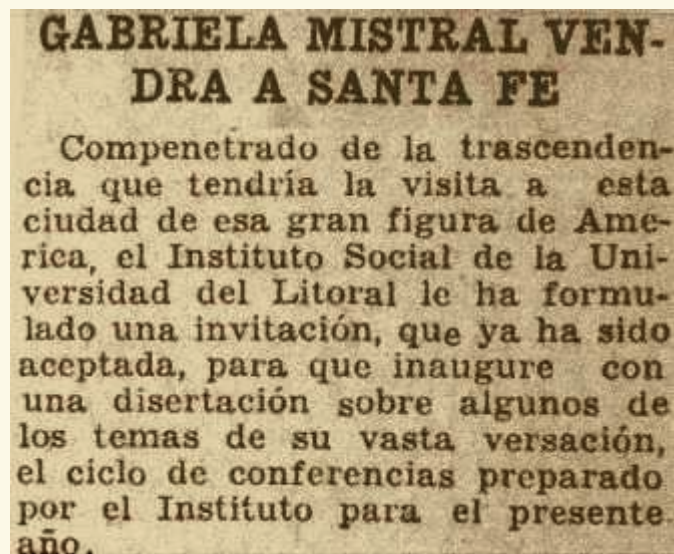 GABRIELA MISTRAL VEN-
DRA A SANTA FE
Compenetrado de la trascenden-
cia que tendría la visita a esta
ciudad de esa gran figura de Ame-
rica, el Instituto Social de la Uni-
versidad del Litoral le ha formu-
lado una invitación, que ya ha sido
aceptada, para que inaugure con
una disertación sobre algunos de
los temas de su vasta versación,
el ciclo de conferencias preparado
por el Instituto para el presente
año.